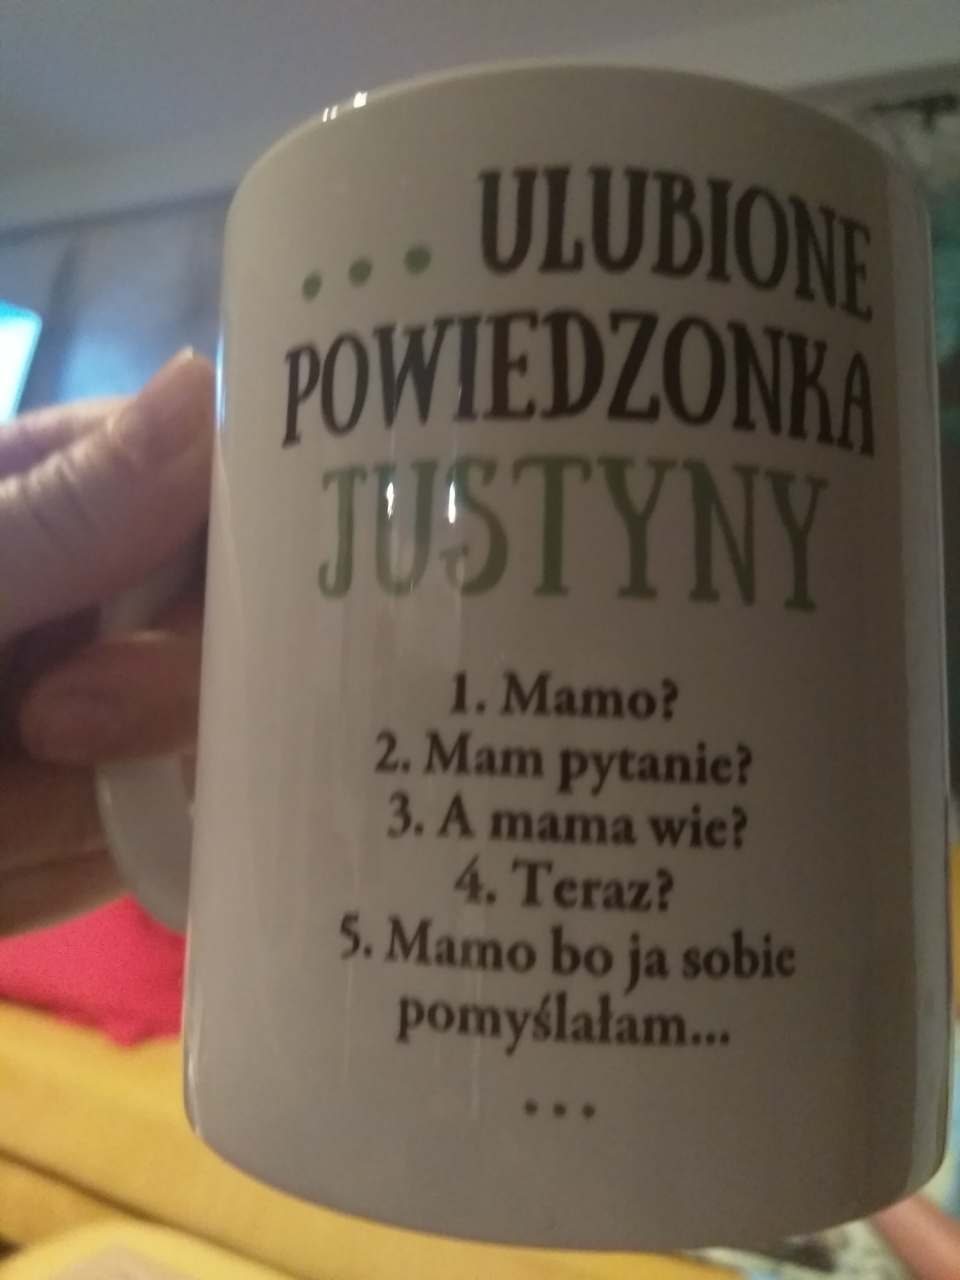 ... ULUBIONE
POWIEDZONKA
JUSTYNY
1. Mamo?
2. Mam pytanie?
3. A mama wie?
4. Teraz?
5. Mamo bo ja sobie
pomyślałam...
...